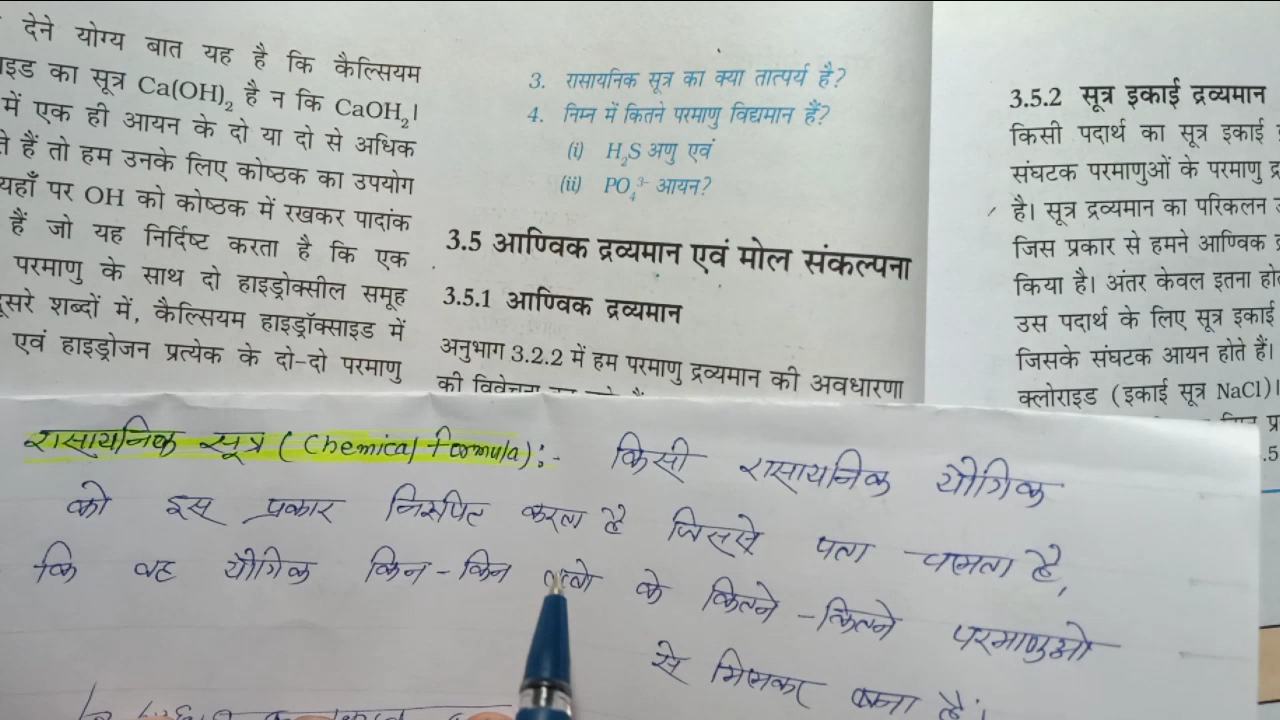 देने योग्य बात यह है कि कैल्सियम
का सूत्र Ca(OH)₂ है न कि CaOH₂।
में एक ही आयन के दो या दो से अधिक
हैं तो हम उनके लिए कोष्ठक का उपयोग
यहाँ पर OH को कोष्ठक में रखकर पादांक
हैं जो यह निर्दिष्ट करता है कि एक
परमाणु के साथ दो हाइड्रोक्सील समूह
शब्दों में, कैल्सियम हाइड्रॉक्साइड में
एवं हाइड्रोजन प्रत्येक के दो-दो परमाणु
3. रासायनिक सूत्र का क्या तात्पर्य है?
4. निम्न में कितने परमाणु विद्यमान हैं?
(i) H₂S अणु एवं
(ii) PO₄³⁻ आयन?
3.5 आण्विक द्रव्यमान एवं मोल संकल्पना
3.5.1 आण्विक द्रव्यमान
अनुभाग 3.2.2 में हम परमाणु द्रव्यमान की अवधारणा
की विवेचना
3.5.2 सूत्र इकाई द्रव्यमान
किसी पदार्थ का सूत्र इकाई
संघटक परमाणुओं के परमाणु
है। सूत्र द्रव्यमान का परिकलन
जिस प्रकार से हमने आण्विक
किया है। अंतर केवल इतना
उस पदार्थ के लिए सूत्र इकाई
जिसके संघटक आयन होते हैं।
क्लोराइड (इकाई सूत्र NaCl)।
रासायनिक सूत्र (Chemical formula):- किसी रासायनिक यौगिक
को इस प्रकार निरूपित करता है जिससे पता चलता है,
कि वह यौगिक किन-किन तत्वो के कितने-कितने परमाणुओ
से मिलकर बना है।